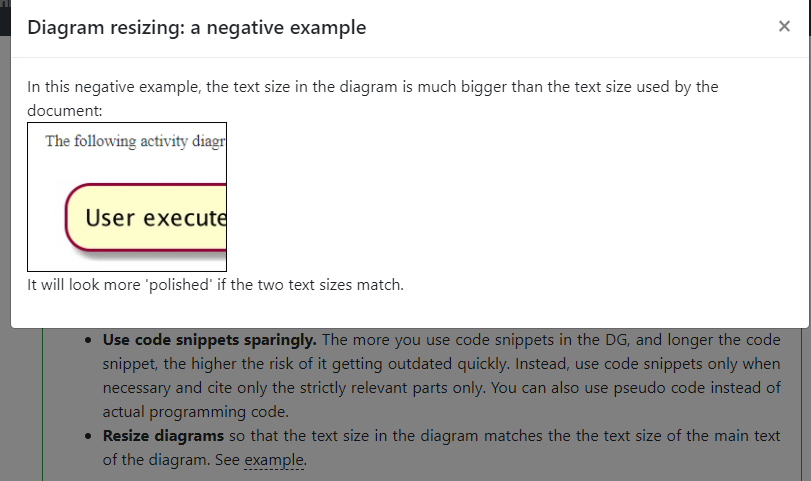 Diagram resizing: a negative example
×
In this negative example, the text size in the diagram is much bigger than the text size used by the
document:
The following activity diagr
User execute
It will look more 'polished' if the two text sizes match.
Use code snippets sparingly. The more you use code snippets in the DG, and longer the code
snippet, the higher the risk of it getting outdated quickly. Instead, use code snippets only when
necessary and cite only the strictly relevant parts only. You can also use pseudo code instead of
actual programming code.
Resize diagrams so that the text size in the diagram matches the the text size of the main text
of the diagram. See example.